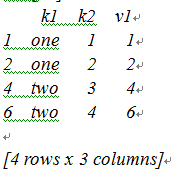 k1 k2 v1
1 one 1 1
2 one 2 2
4 two 3 4
6 two 4 6
[4 rows x 3 columns]